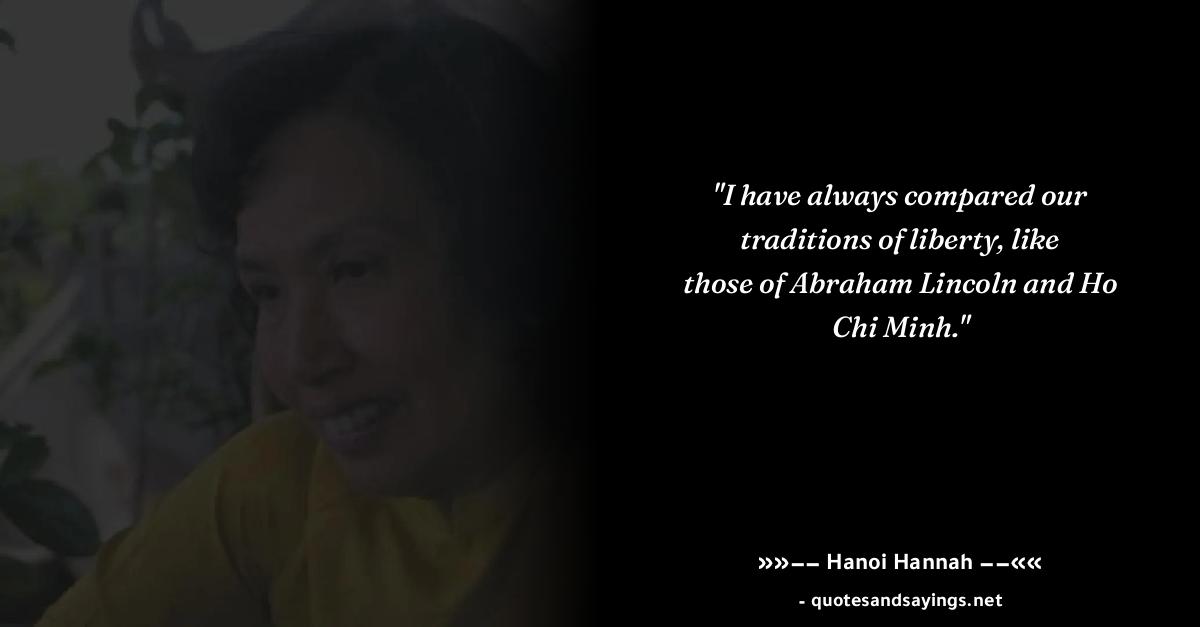 "I have always compared our
traditions of liberty, like
those of Abraham Lincoln and Ho
Chi Minh."
»»–– Hanoi Hannah ––««
- quotesandsayings.net